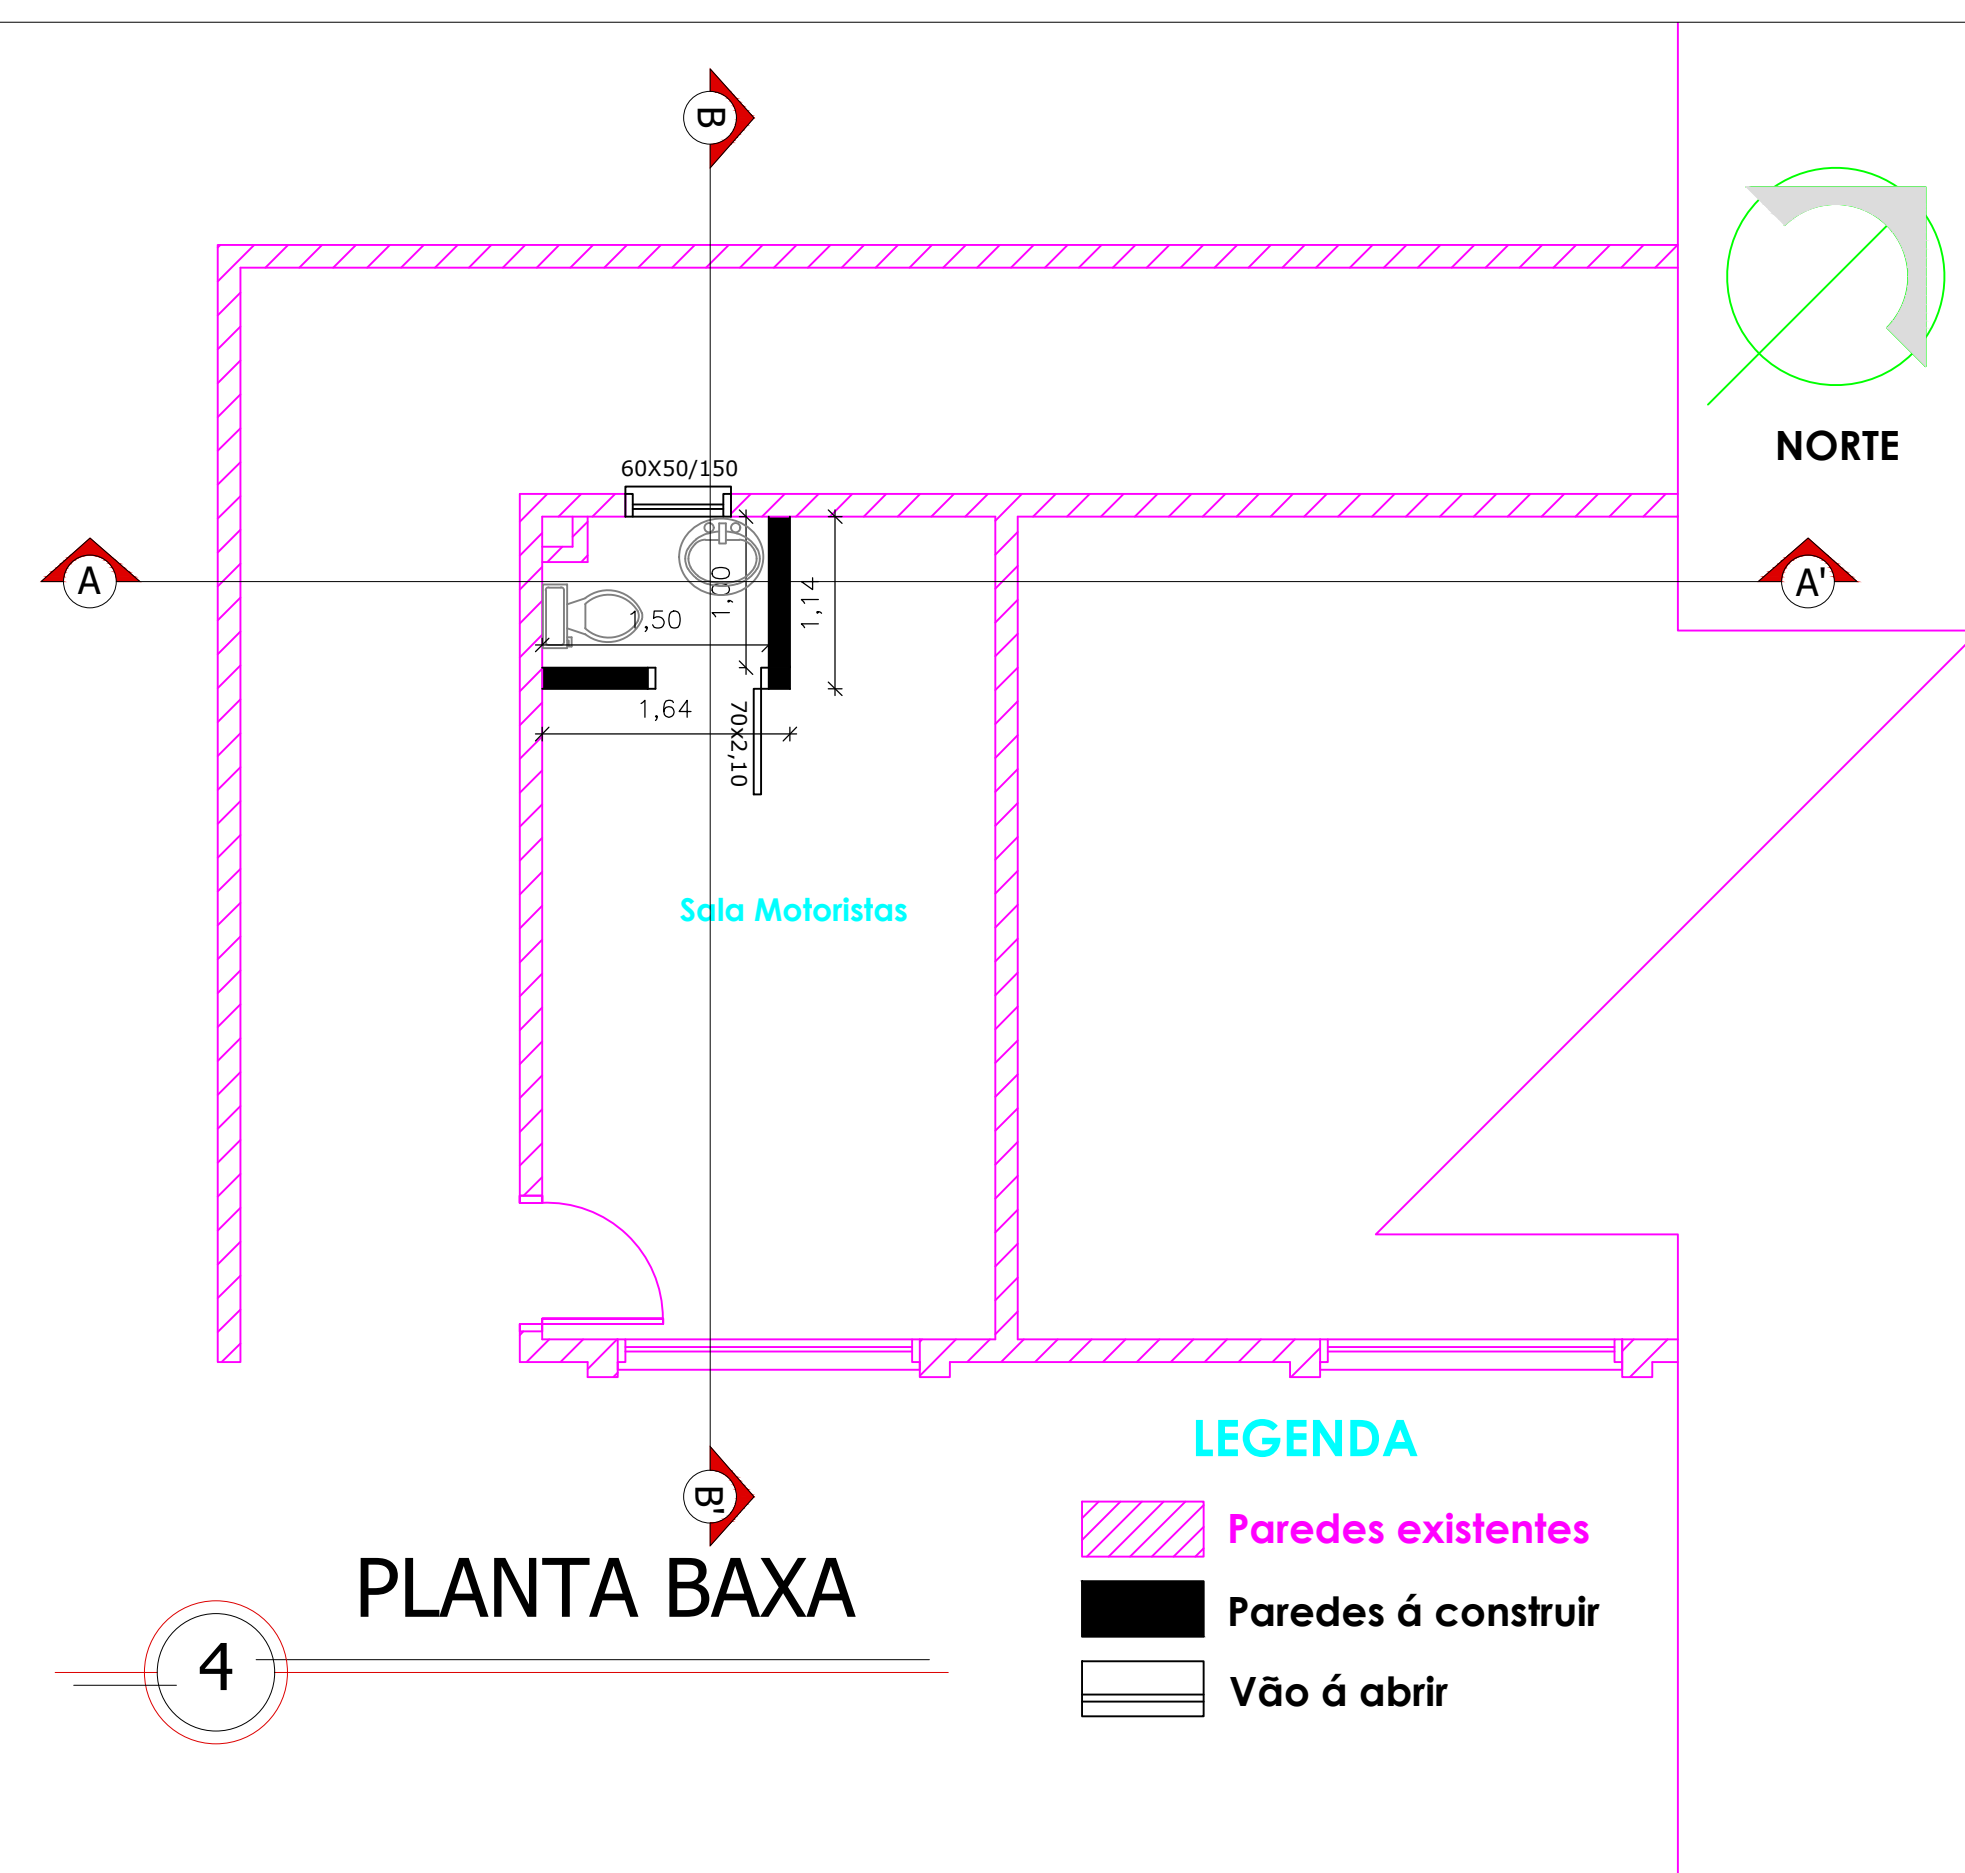 B
NORTE
60X50/150
A
A'
1,00
1,14
1,50
1,64
70x2,10
Sala Motoristas
LEGENDA
Paredes existentes
B'
PLANTA BAXA
Paredes á construir
4
Vão á abrir